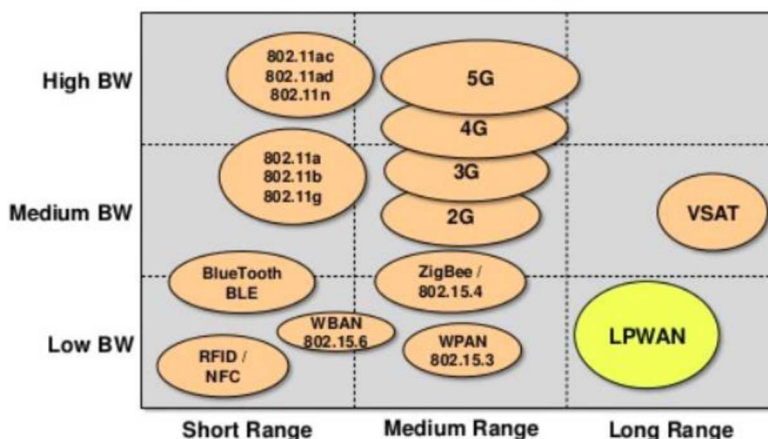 High BW
802.11ac
802.11ad
802.11n
5G
4G
Medium BW
802.11a
802.11b
802.11g
3G
2G
VSAT
BlueTooth
BLE
ZigBee /
802.15.4
Low BW
WBAN
802.15.6
WPAN
802.15.3
LPWAN
RFID /
NFC
Short Range
Medium Range
Long Range